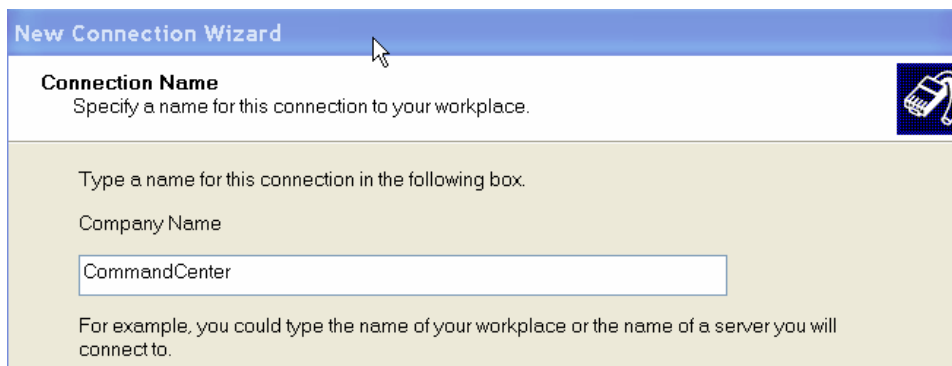 New Connection Wizard
Connection Name
Specify a name for this connection to your workplace.
Type a name for this connection in the following box.
Company Name
CommandCenter
For example, you could type the name of your workplace or the name of a server you will
connect to.